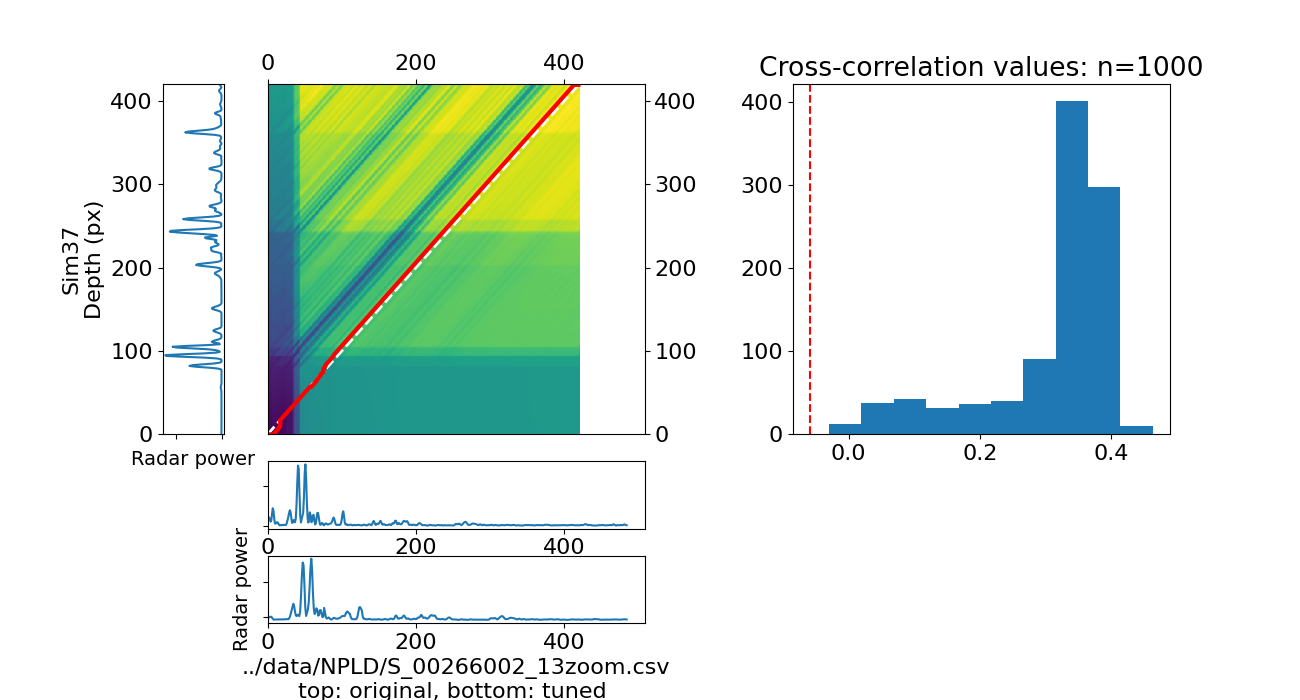 0 200 400
Cross-correlation values: n=1000
400
300
200
100
0
Sim37
Depth (px)
Radar power
400
300
200
100
0
400
300
200
100
0
0.0 0.2 0.4
0 200 400
Radar power
0 200 400
../data/NPLD/S_00266002_13zoom.csv
top: original, bottom: tuned